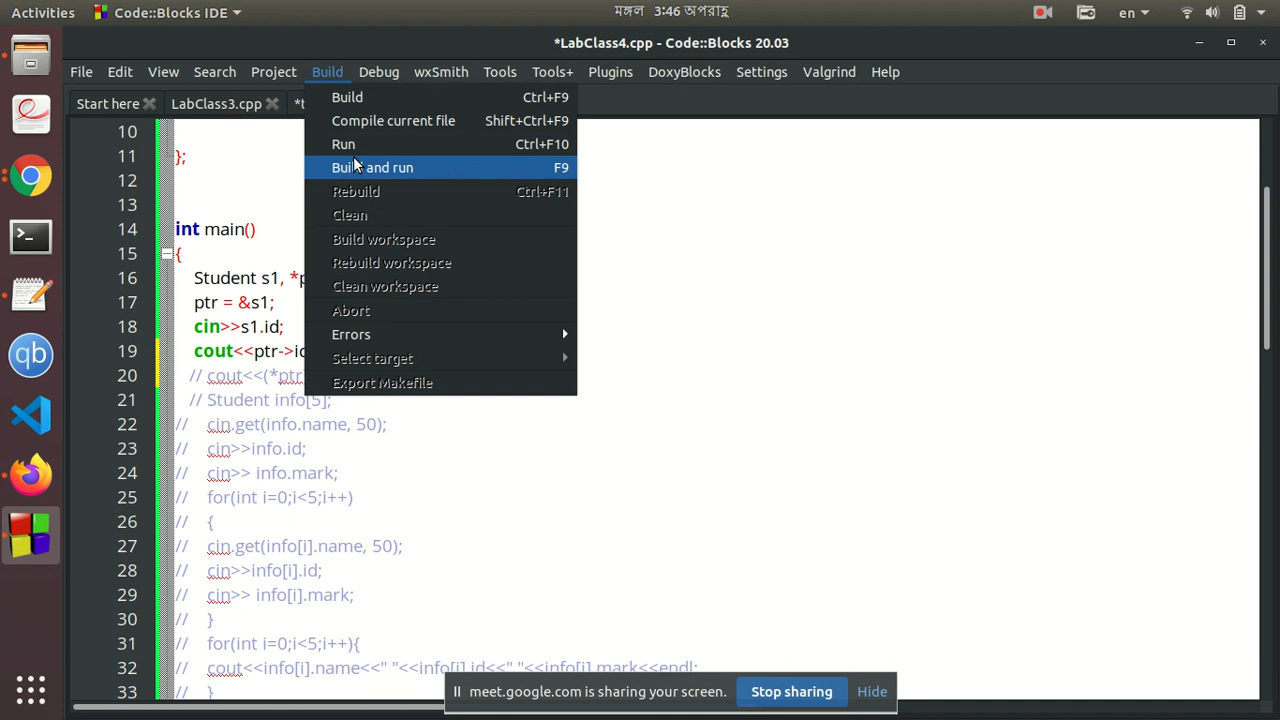 Activities Code::Blocks IDE মঙ্গল 3:46 অপরাহ্ণ en
*LabClass4.cpp - Code::Blocks 20.03
File Edit View Search Project Build Debug wxSmith Tools Tools+ Plugins DoxyBlocks Settings Valgrind Help
Start here LabClass3.cpp
Build Ctrl+F9
Compile current file Shift+Ctrl+F9
Run Ctrl+F10
Build and run F9
Rebuild Ctrl+F11
Clean
Build workspace
Rebuild workspace
Clean workspace
Abort
Errors
Select target
Export Makefile
10
11 };
12
13
14 int main()
15 {
16 Student s1,
17 ptr = &s1;
18 cin>>s1.id;
19 cout<<ptr->id
20 // cout<<(*ptr
21 // Student info[5];
22 // cin.get(info.name, 50);
23 // cin>>info.id;
24 // cin>> info.mark;
25 // for(int i=0;i<5;i++)
26 // {
27 // cin.get(info[i].name, 50);
28 // cin>>info[i].id;
29 // cin>> info[i].mark;
30 // }
31 // for(int i=0;i<5;i++){
32 // cout<<info[i].name<<" "<<info[i].id<<" "<<info[i].mark<<endl;
33 // }
meet.google.com is sharing your screen. Stop sharing Hide
qb